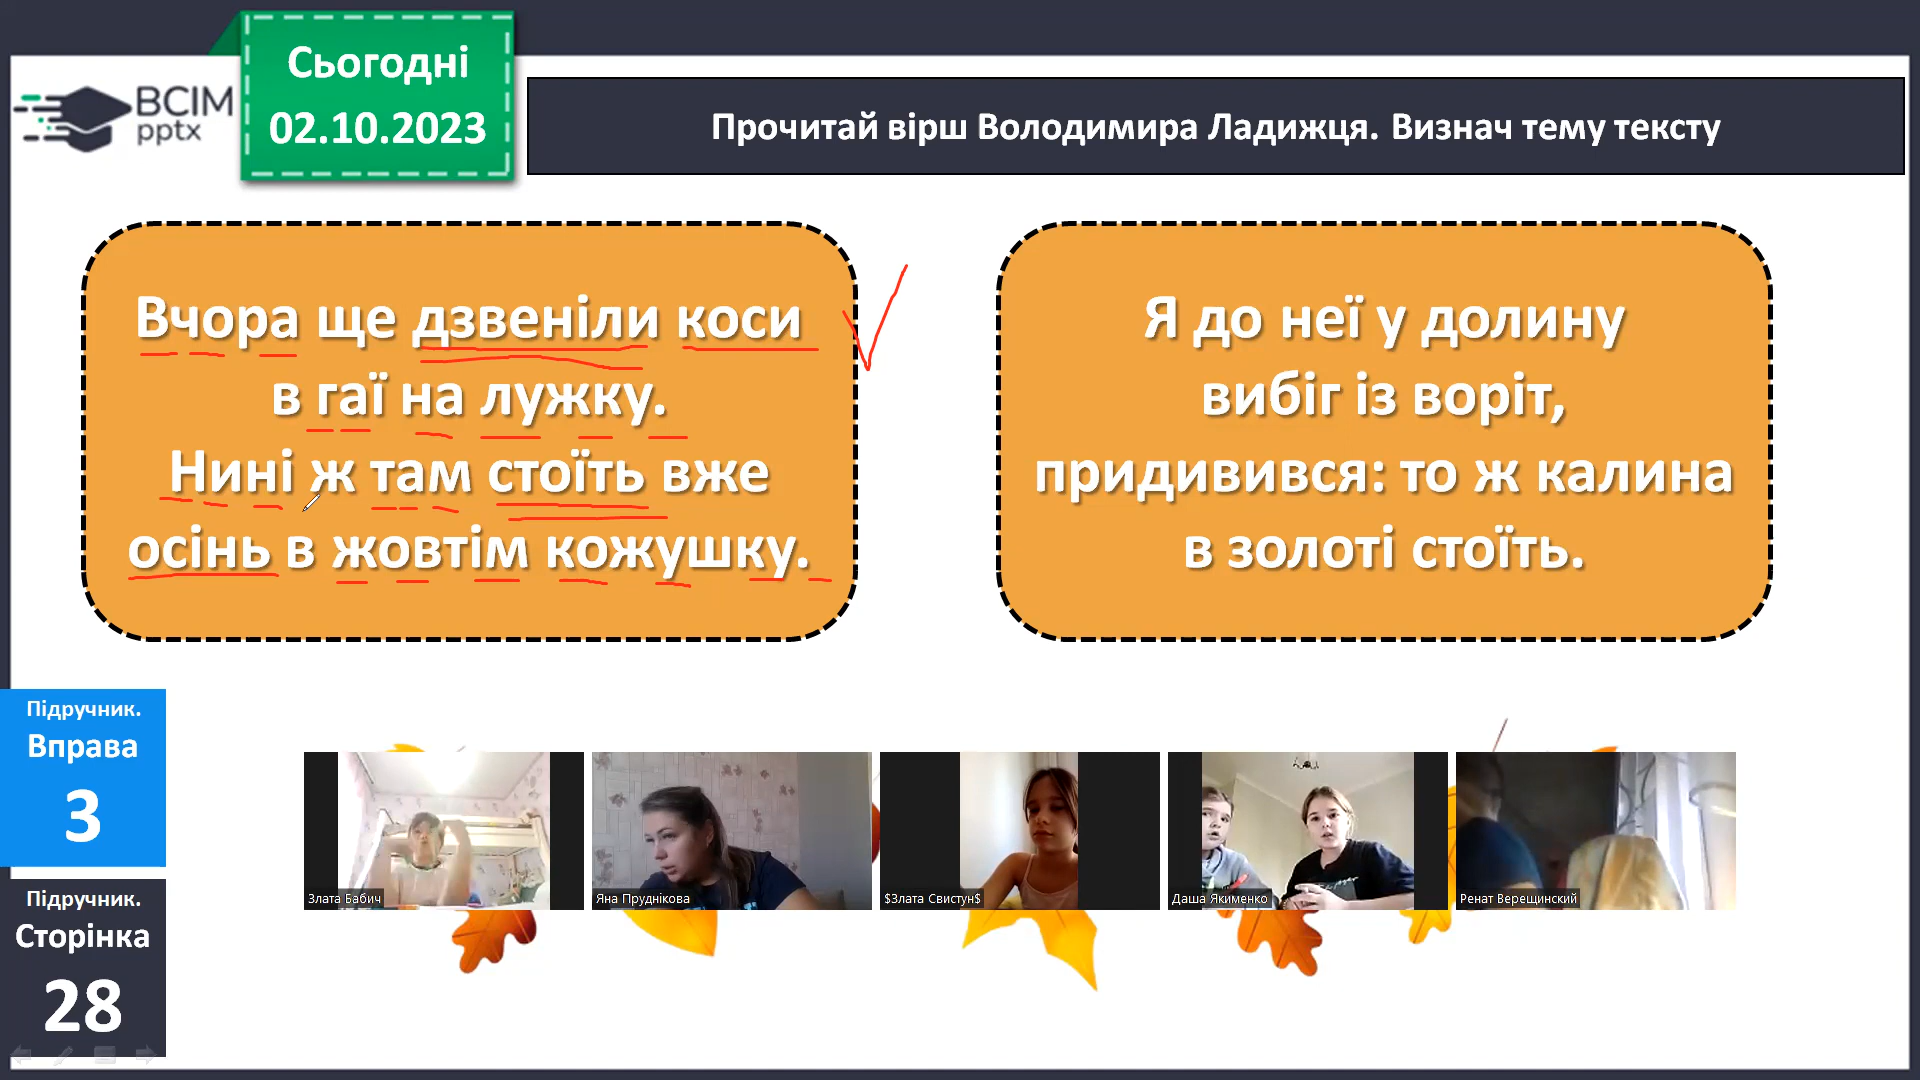 Сьогодні
02.10.2023
ВСІМ
pptx
Прочитай вірш Володимира Ладижця. Визнач тему тексту
Вчора ще дзвеніли коси
в гаї на лужку.
Нині ж там стоїть вже
осінь в жовтім кожушку.
Я до неї у долину
вибіг із воріт,
придивився: то ж калина
в золоті стоїть.
Підручник.
Вправа
3
Підручник.
Сторінка
28
Злата Бабич
Яна Пруднікова
$Злата Свистун$
Даша Якименко
Ренат Верещинский